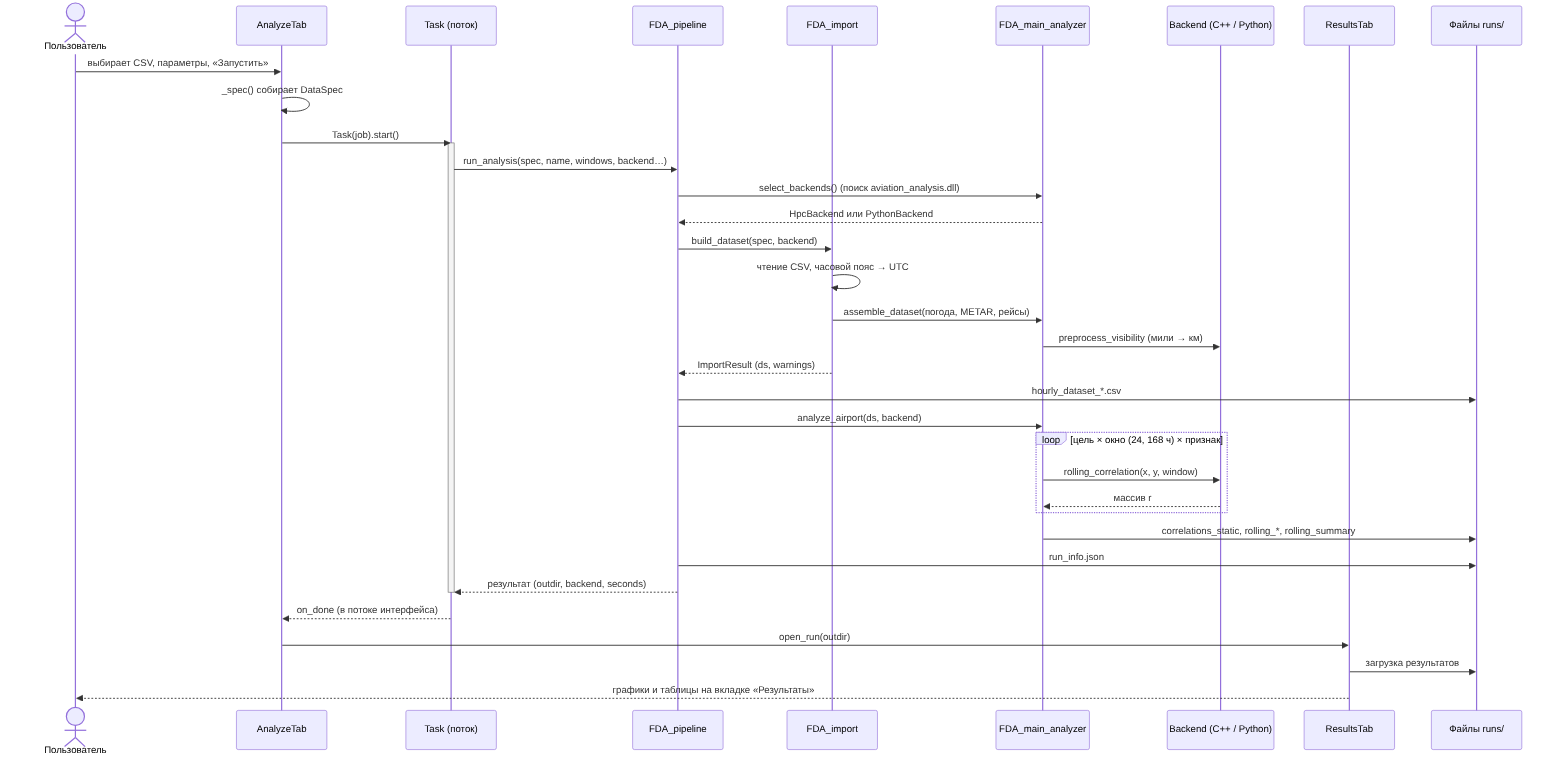 Пользователь
AnalyzeTab
Task (поток)
FDA_pipeline
FDA_import
FDA_main_analyzer
Backend (C++ / Python)
ResultsTab
Файлы runs/
выбирает CSV, параметры, «Запустить»
_spec() собирает DataSpec
Task(job).start()
run_analysis(spec, name, windows, backend…)
select_backends() (поиск aviation_analysis.dll)
HpcBackend или PythonBackend
build_dataset(spec, backend)
чтение CSV, часовой пояс → UTC
assemble_dataset(погода, METAR, рейсы)
preprocess_visibility (мили → км)
ImportResult (ds, warnings)
hourly_dataset_*.csv
analyze_airport(ds, backend)
loop [цель × окно (24, 168 ч) × признак]
rolling_correlation(x, y, window)
массив r
correlations_static, rolling_*, rolling_summary
run_info.json
результат (outdir, backend, seconds)
on_done (в потоке интерфейса)
open_run(outdir)
загрузка результатов
графики и таблицы на вкладке «Результаты»
Пользователь
AnalyzeTab
Task (поток)
FDA_pipeline
FDA_import
FDA_main_analyzer
Backend (C++ / Python)
ResultsTab
Файлы runs/